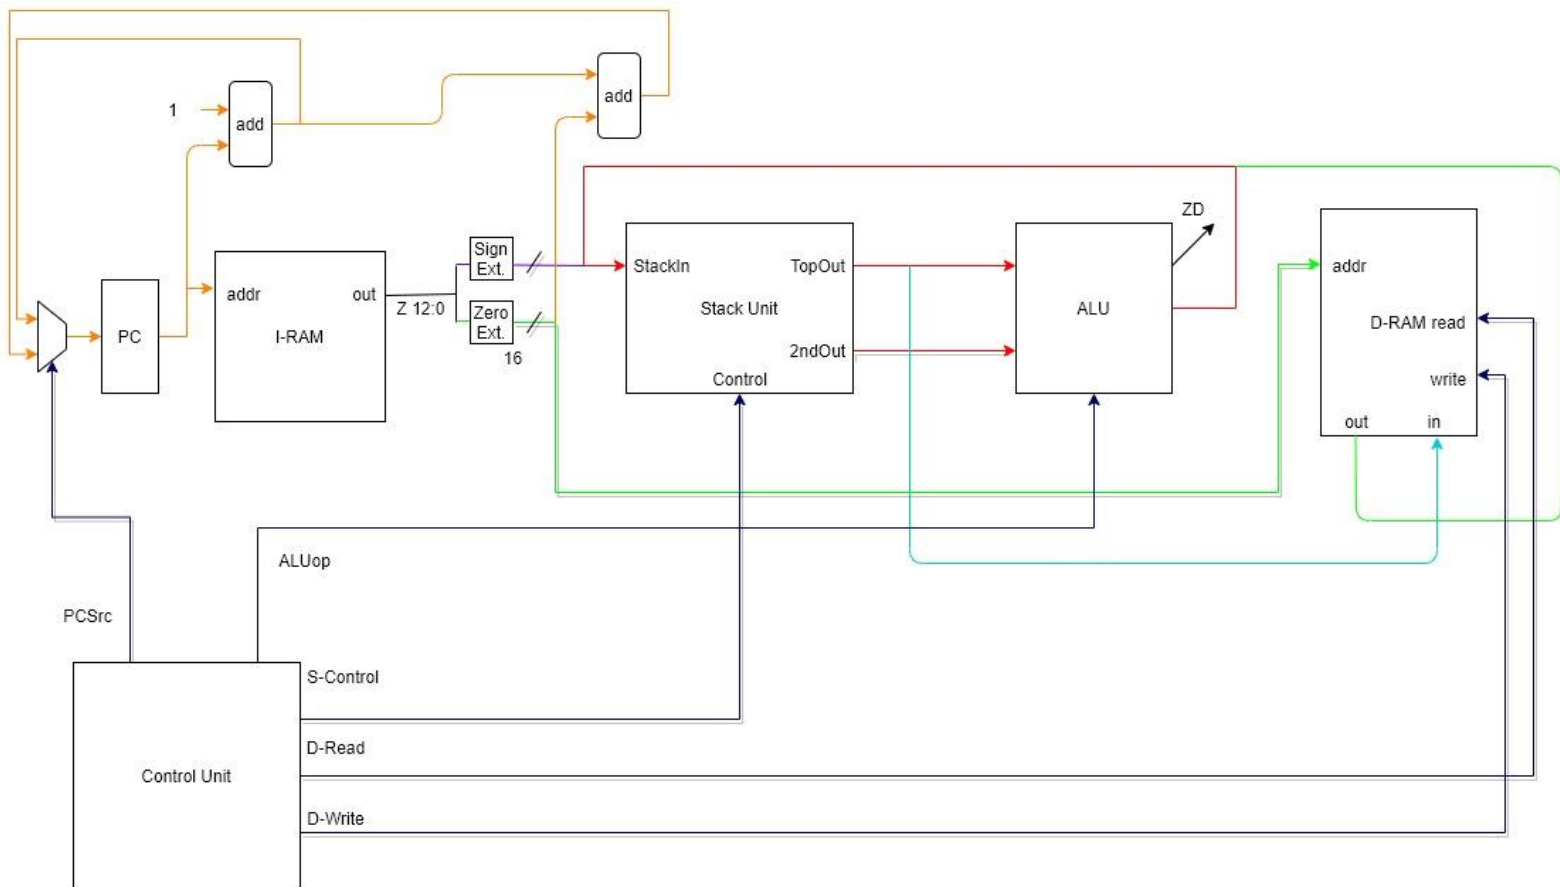 add
1
add
ZD
Sign
Ext.
StackIn
TopOut
addr
addr
out
Z 12:0
Zero
Ext.
16
Stack Unit
ALU
PC
I-RAM
D-RAM read
2ndOut
Control
write
out
in
ALUop
PCSrc
S-Control
D-Read
Control Unit
D-Write